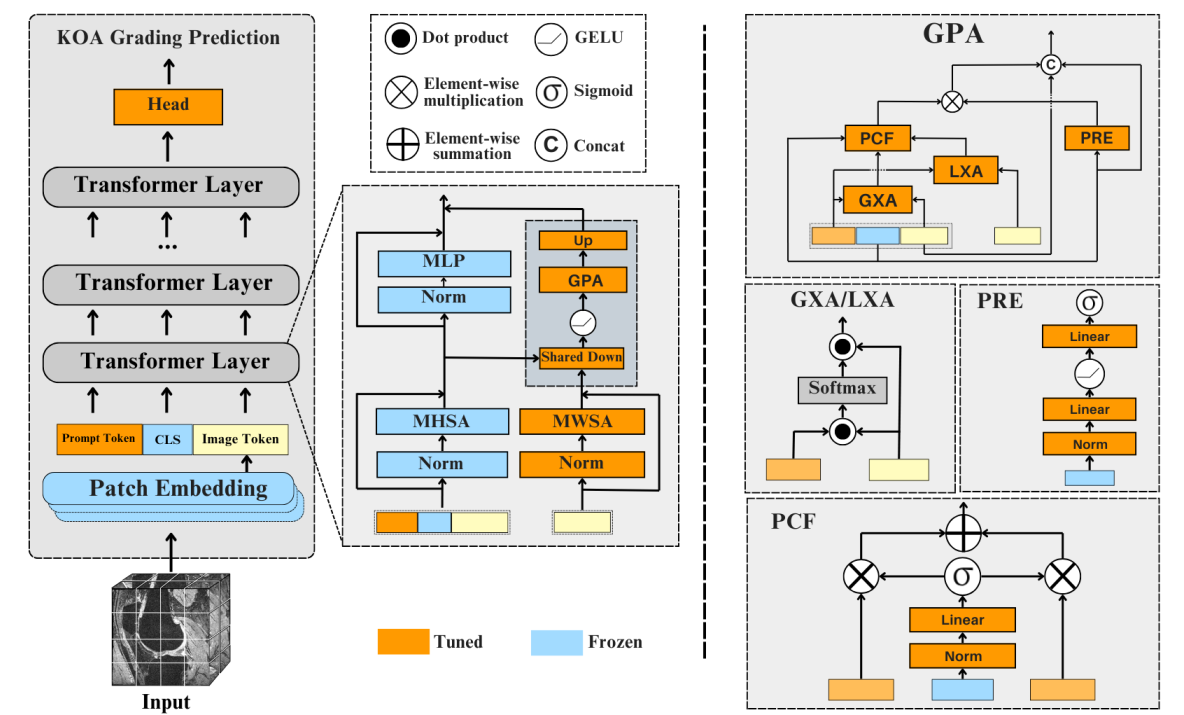 KOA Grading Prediction
Head
Transformer Layer
...
Transformer Layer
Transformer Layer
Prompt Token
CLS
Image Token
Patch Embedding
Input
Dot product
GELU
Element-wise
multiplication
σ
Sigmoid
Element-wise
summation
C
Concat
Up
MLP
GPA
Norm
Shared Down
MHSA
MWSA
Norm
Norm
Tuned
Frozen
GPA
C
PCF
PRE
LXA
GXA
GXA/LXA
Softmax
PRE
σ
Linear
Linear
Norm
PCF
σ
Linear
Norm